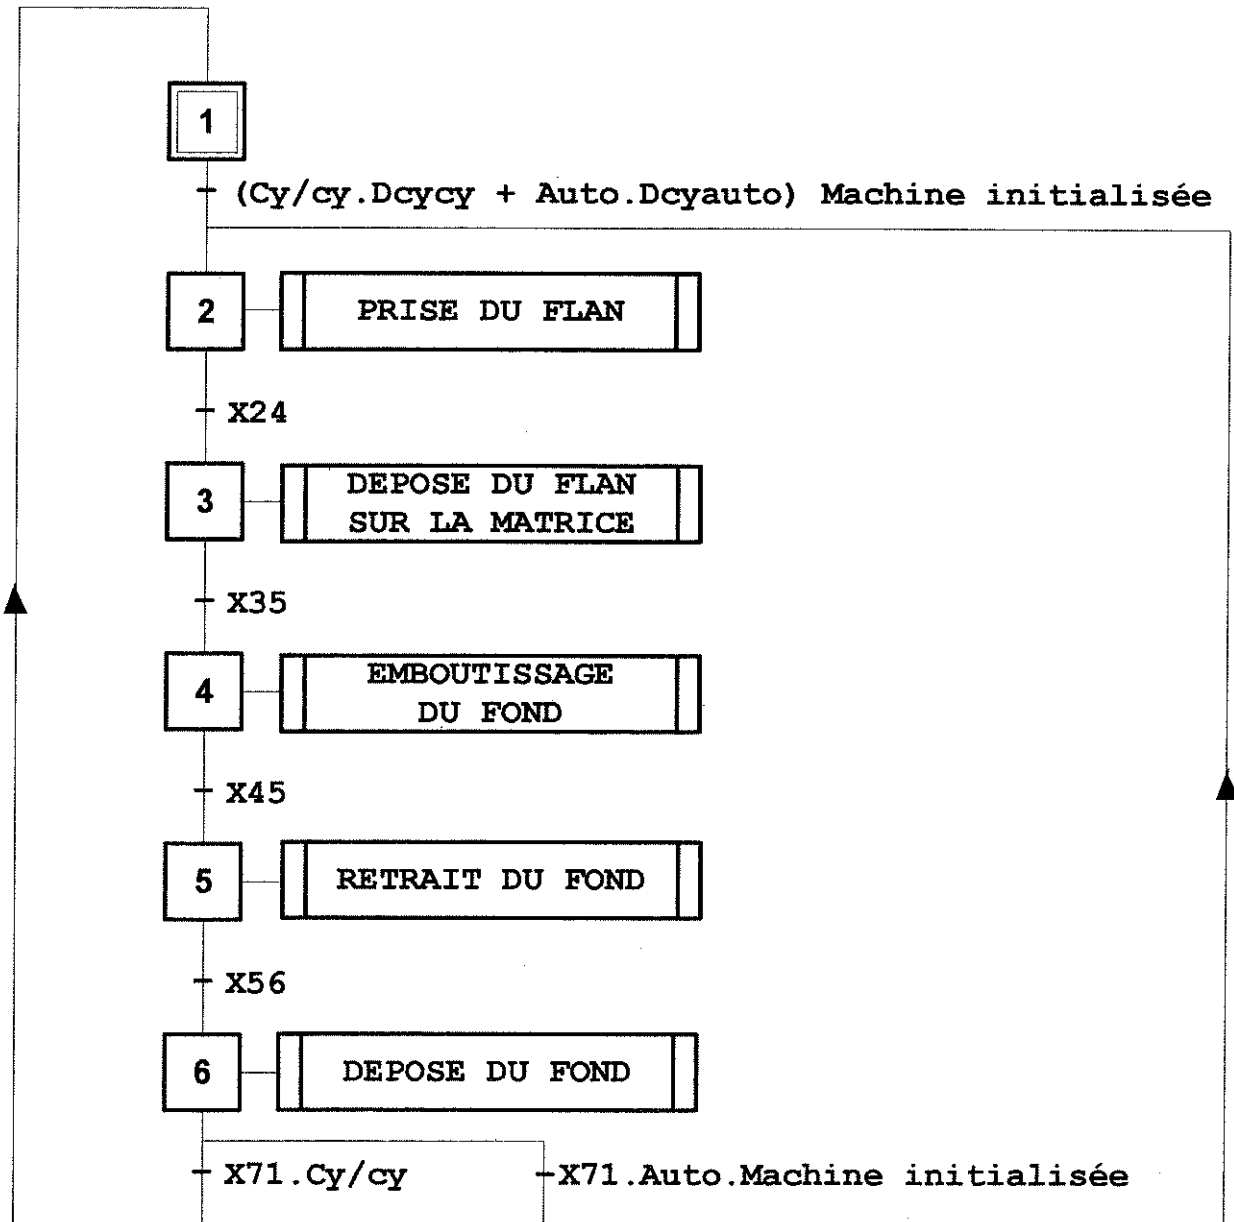 1
(Cy/cy.Dcycy + Auto.Dcyauto) Machine initialisée
2
PRISE DU FLAN
X24
3
DEPOSE DU FLAN
SUR LA MATRICE
X35
4
EMBOUTISSAGE
DU FOND
X45
5
RETRAIT DU FOND
X56
6
DEPOSE DU FOND
X71.Cy/cy
X71.Auto.Machine initialisée